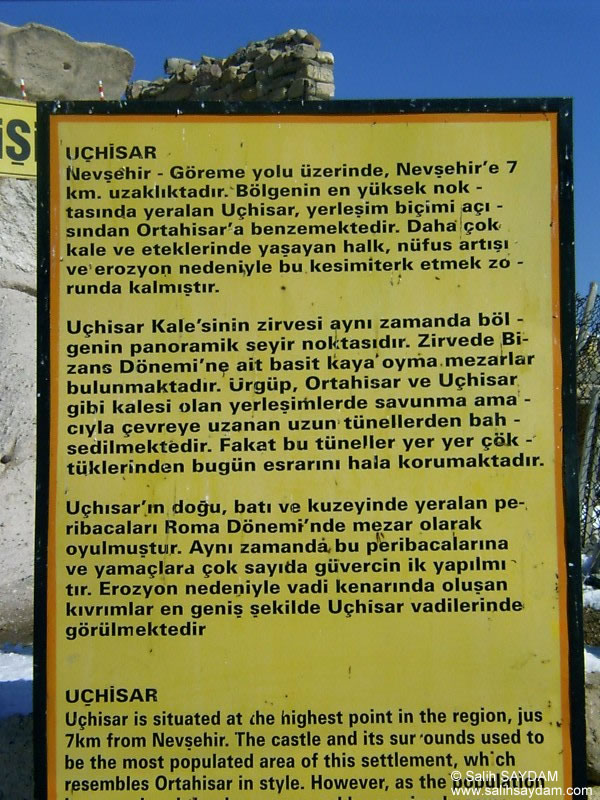 İŞİ
UÇHİSAR
Nevşehir - Göreme yolu üzerinde, Nevşehir'e 7
km. uzaklıktadır. Bölgenin en yüksek nok -
tasında yeralan Uçhisar, yerleşim biçimi açı -
sından Ortahisar'a benzemektedir. Daha çok
kale ve eteklerinde yaşayan halk, nüfus artışı
ve erozyon nedeniyle bu kesimiterk etmek zo -
runda kalmıştır.
Uçhisar Kale'sinin zirvesi aynı zamanda böl -
genin panoramik seyir noktasıdır. Zirvede Bi-
zans Dönemi'ne ait basit kaya oyma mezarlar
bulunmaktadır. Ürgüp, Ortahisar ve Uçhisar
gibi kalesi olan yerleşimlerde savunma ama -
cıyla çevreye uzanan uzun tünellerden bah -
sedilmektedir. Fakat bu tüneller yer yer çök -
tüklerinden bugün esrarını hala korumaktadır.
Uçhısar'ın doğu, batı ve kuzeyinde yeralan pe-
ribacaları Roma Dönemi'nde mezar olarak
oyulmuştur. Aynı zamanda bu peribacalarına
ve yamaçlara çok sayıda güvercin ik yapılmı
tır. Erozyon nedeniyle vadi kenarında oluşan
kıvrımlar en geniş şekilde Uçhisar vadilerinde
görülmektedir
UÇHİSAR
Uçhisar is situated at the highest point in the region, jus
7km from Nevşehir. The castle and its sur ounds used to
be the most populated area of this settlement, which
resembles Ortahisar in style. However, as the population
© Salih SAYDAM
www.salihsaydam.com